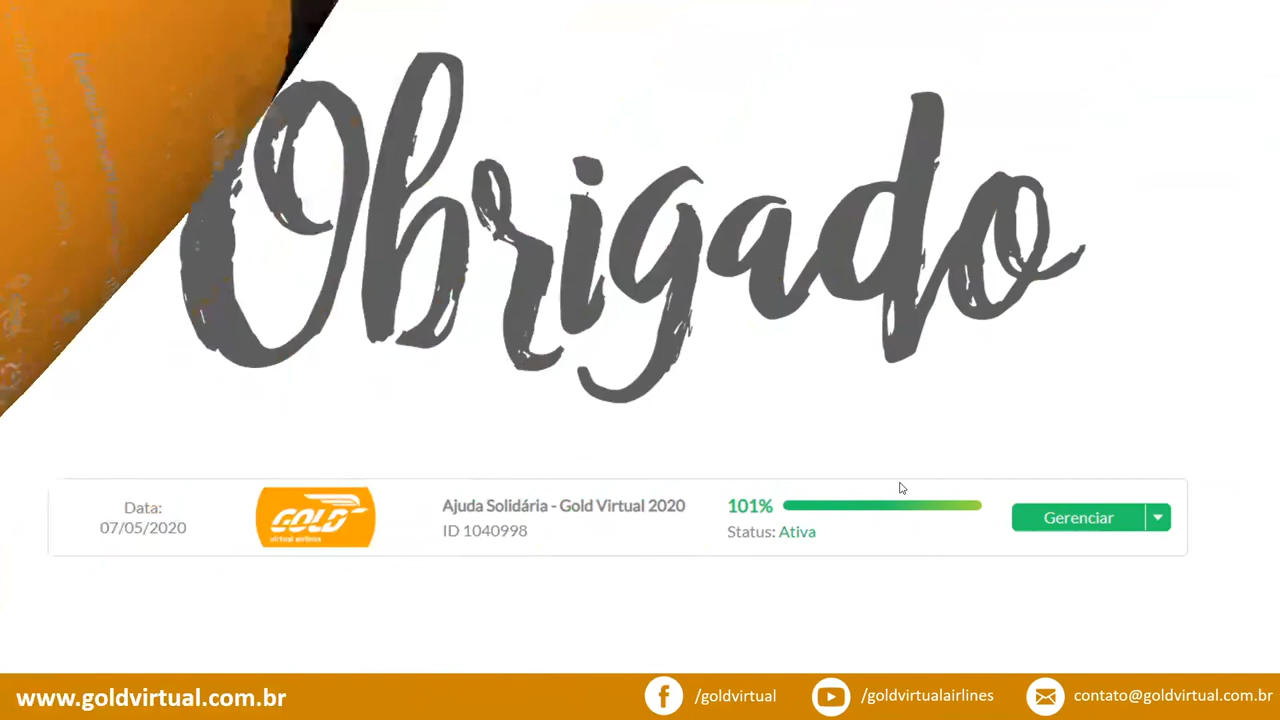 Obrigado
Data:
07/05/2020
GOLD
virtual airlines
Ajuda Solidária - Gold Virtual 2020
ID 1040998
101%
Status: Ativa
Gerenciar
www.goldvirtual.com.br
/goldvirtual
/goldvirtualairlines
contato@goldvirtual.com.br